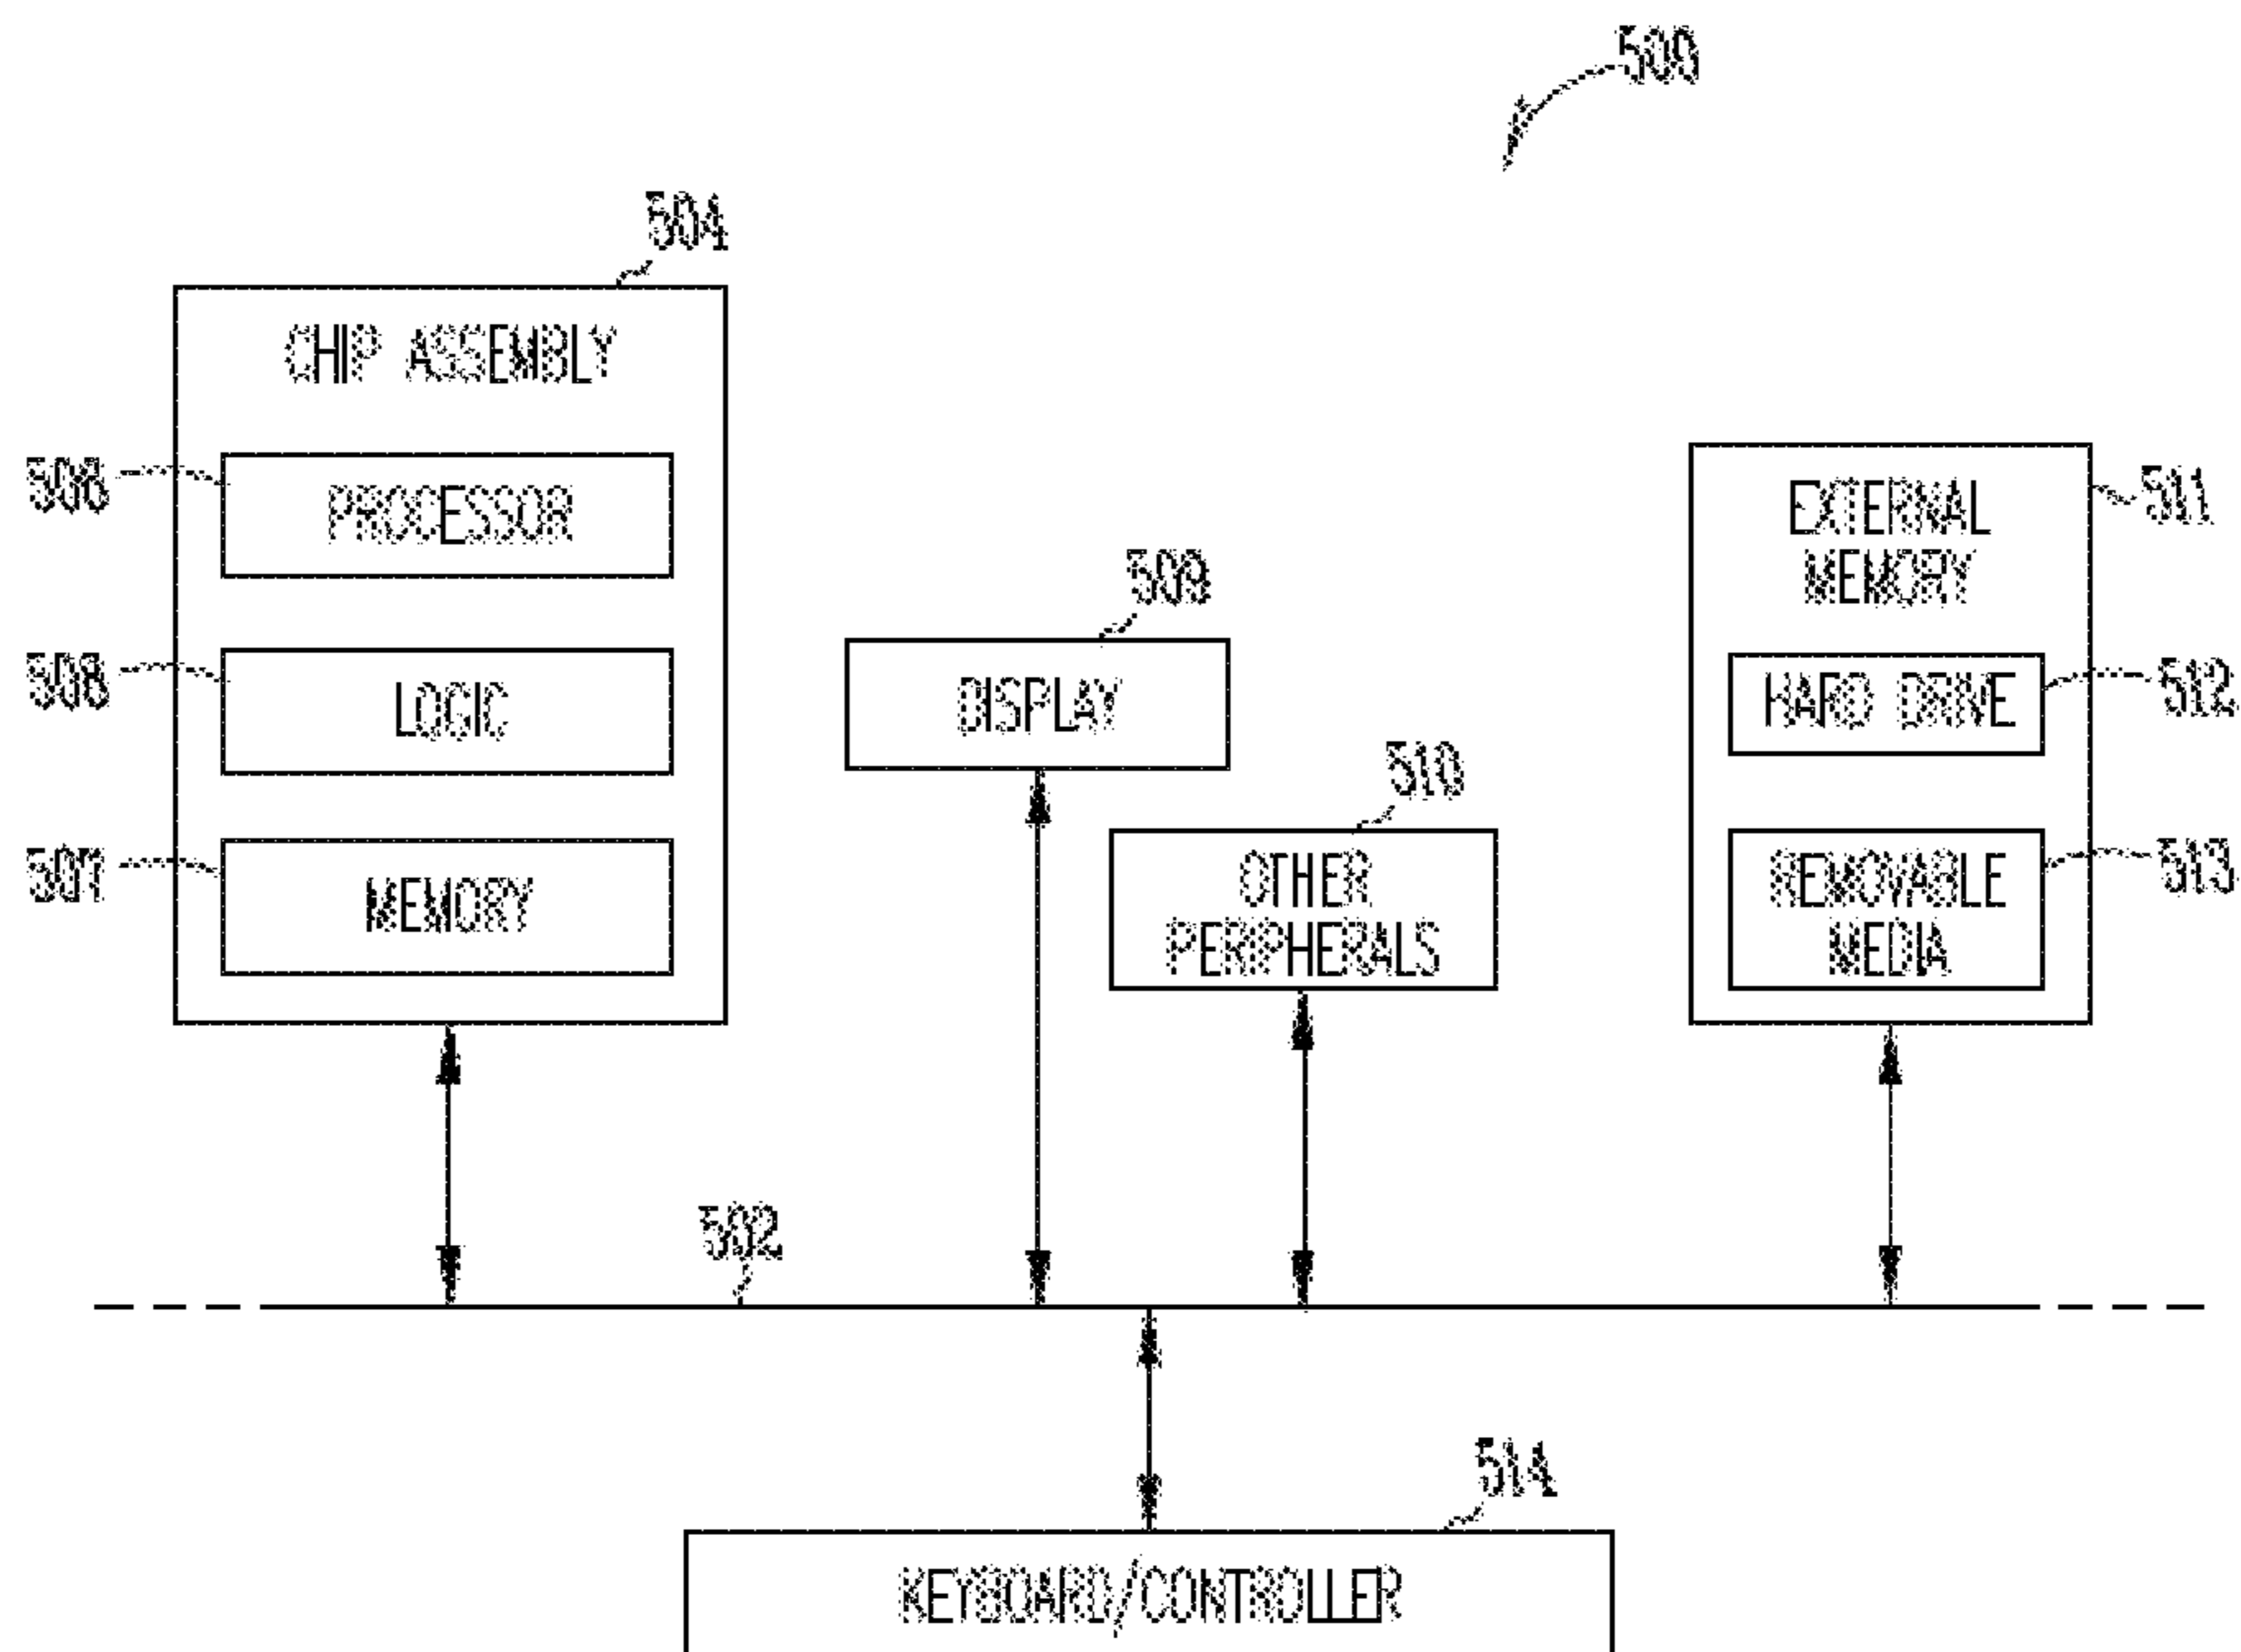 500
504
CHIP ASSEMBLY
506
PROCESSOR
508
LOGIC
507
MEMORY
509
DISPLAY
510
OTHER
PERIPHERALS
511
EXTERNAL
MEMORY
512
HARD DRIVE
513
REMOVABLE
MEDIA
502
514
KEYBOARD/CONTROLLER